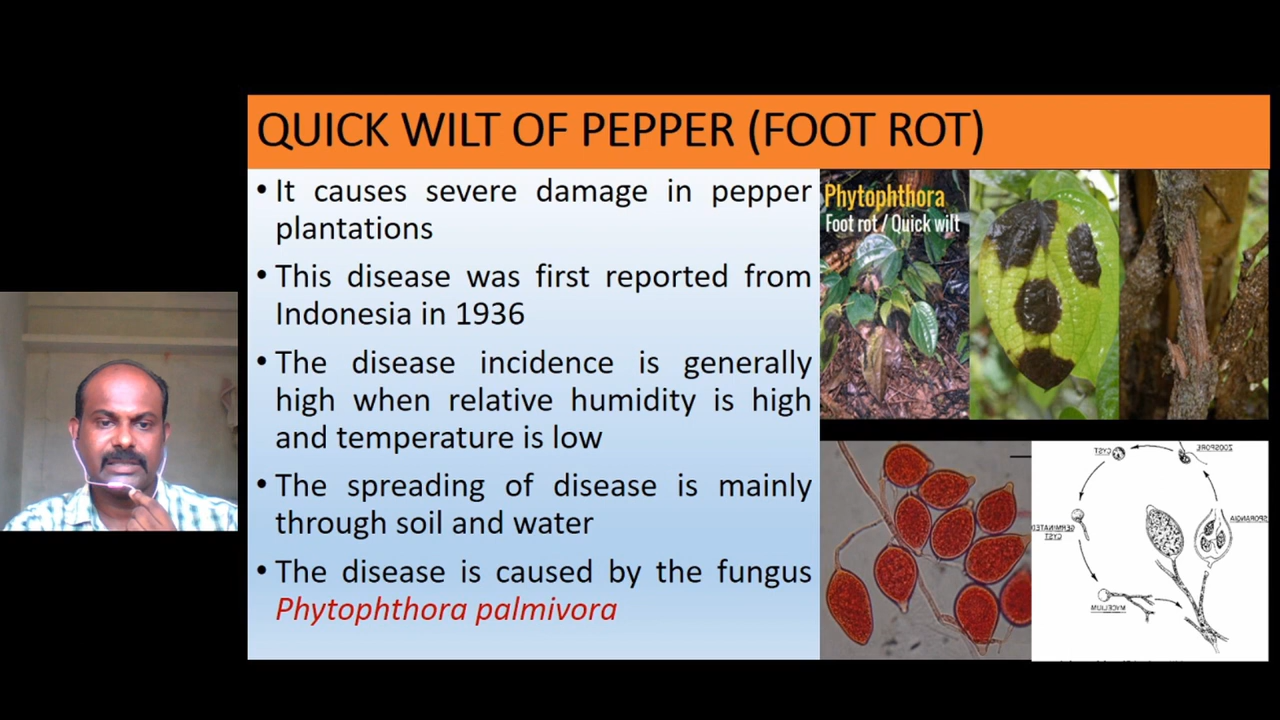 QUICK WILT OF PEPPER (FOOT ROT)
• It causes severe damage in pepper
plantations
• This disease was first reported from
Indonesia in 1936
• The disease incidence is generally
high when relative humidity is high
and temperature is low
• The spreading of disease is mainly
through soil and water
• The disease is caused by the fungus
Phytophthora palmivora
Phytophthora
Foot rot / Quick wilt
CYST
ZOOSPORE
SPORANGIA
GERMINATED
CYST
MYCELIUM